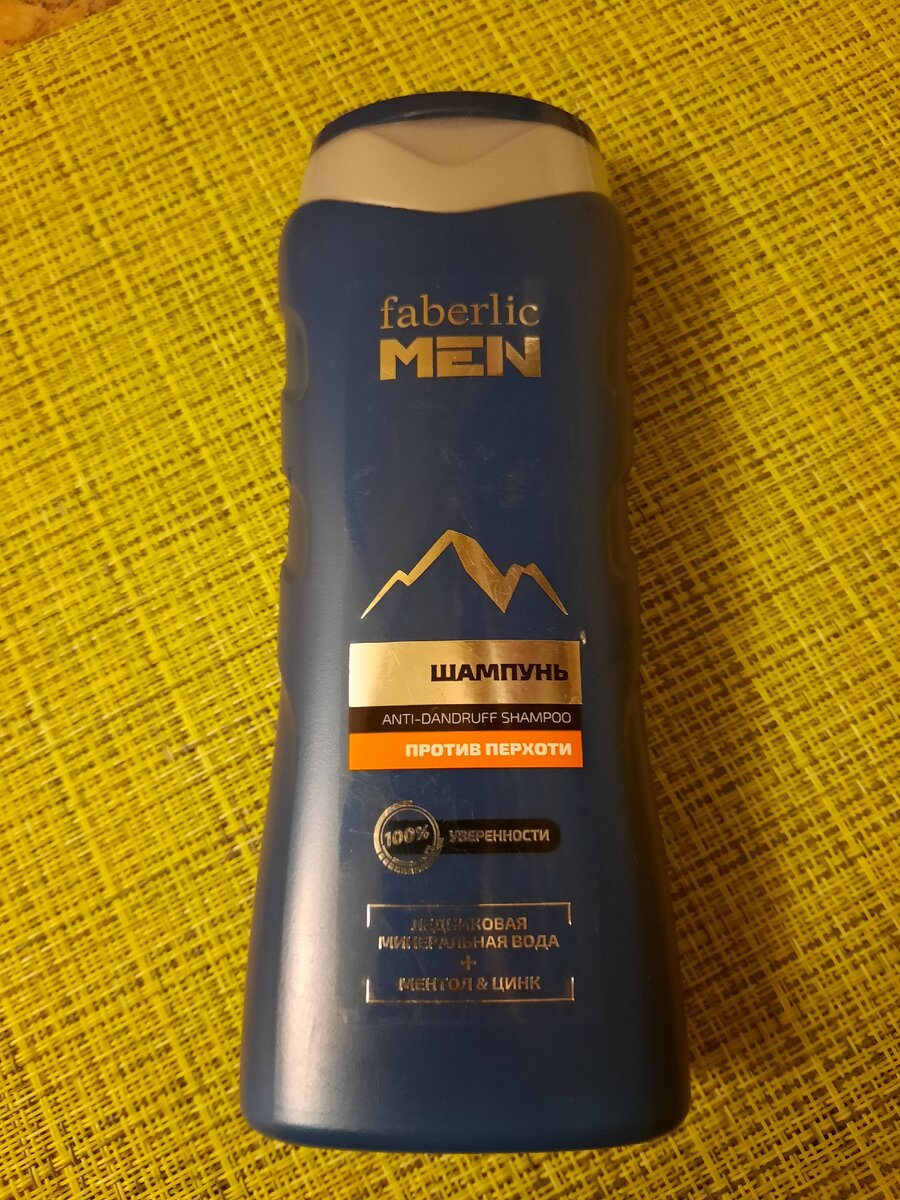 faberlic
MEN
ШАМПУНЬ
ANTI-DANDRUFF SHAMPOO
ПРОТИВ ПЕРХОТИ
100% УВЕРЕННОСТИ
ЛЕДНИКОВАЯ
МИНЕРАЛЬНАЯ ВОДА
+
МЕНТОЛ & ЦИНК